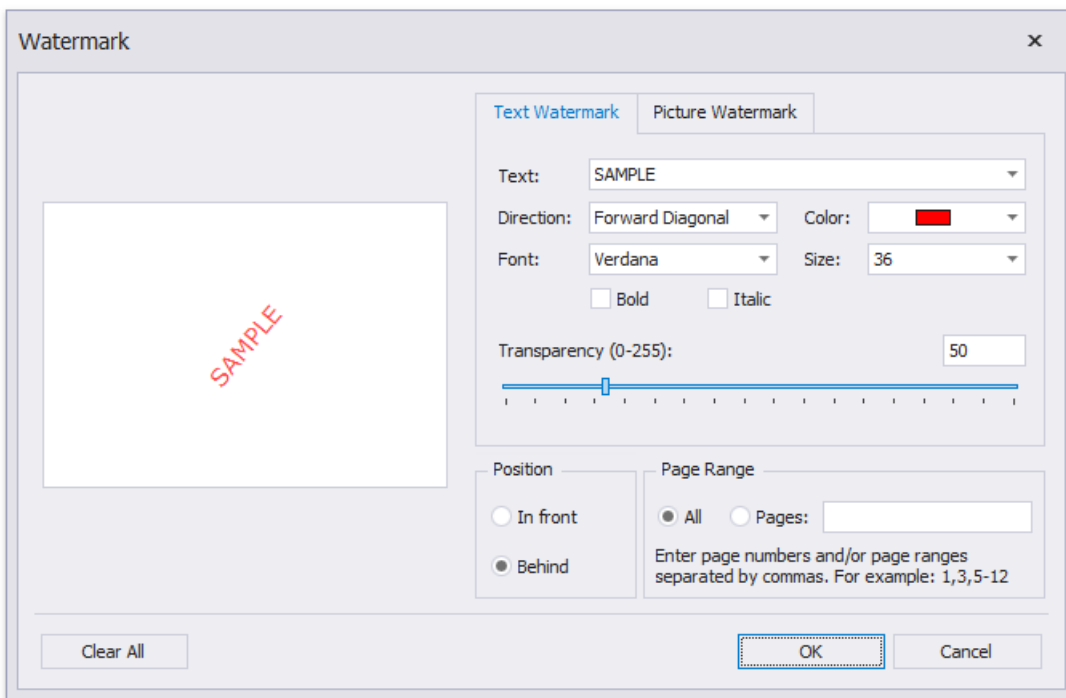 Watermark
Text Watermark Picture Watermark
Text: SAMPLE
Direction: Forward Diagonal Color:
Font: Verdana Size: 36
Bold Italic
Transparency (0-255): 50
SAMPLE
Position
In front
Behind
Page Range
All Pages:
Enter page numbers and/or page ranges
separated by commas. For example: 1,3,5-12
Clear All OK Cancel